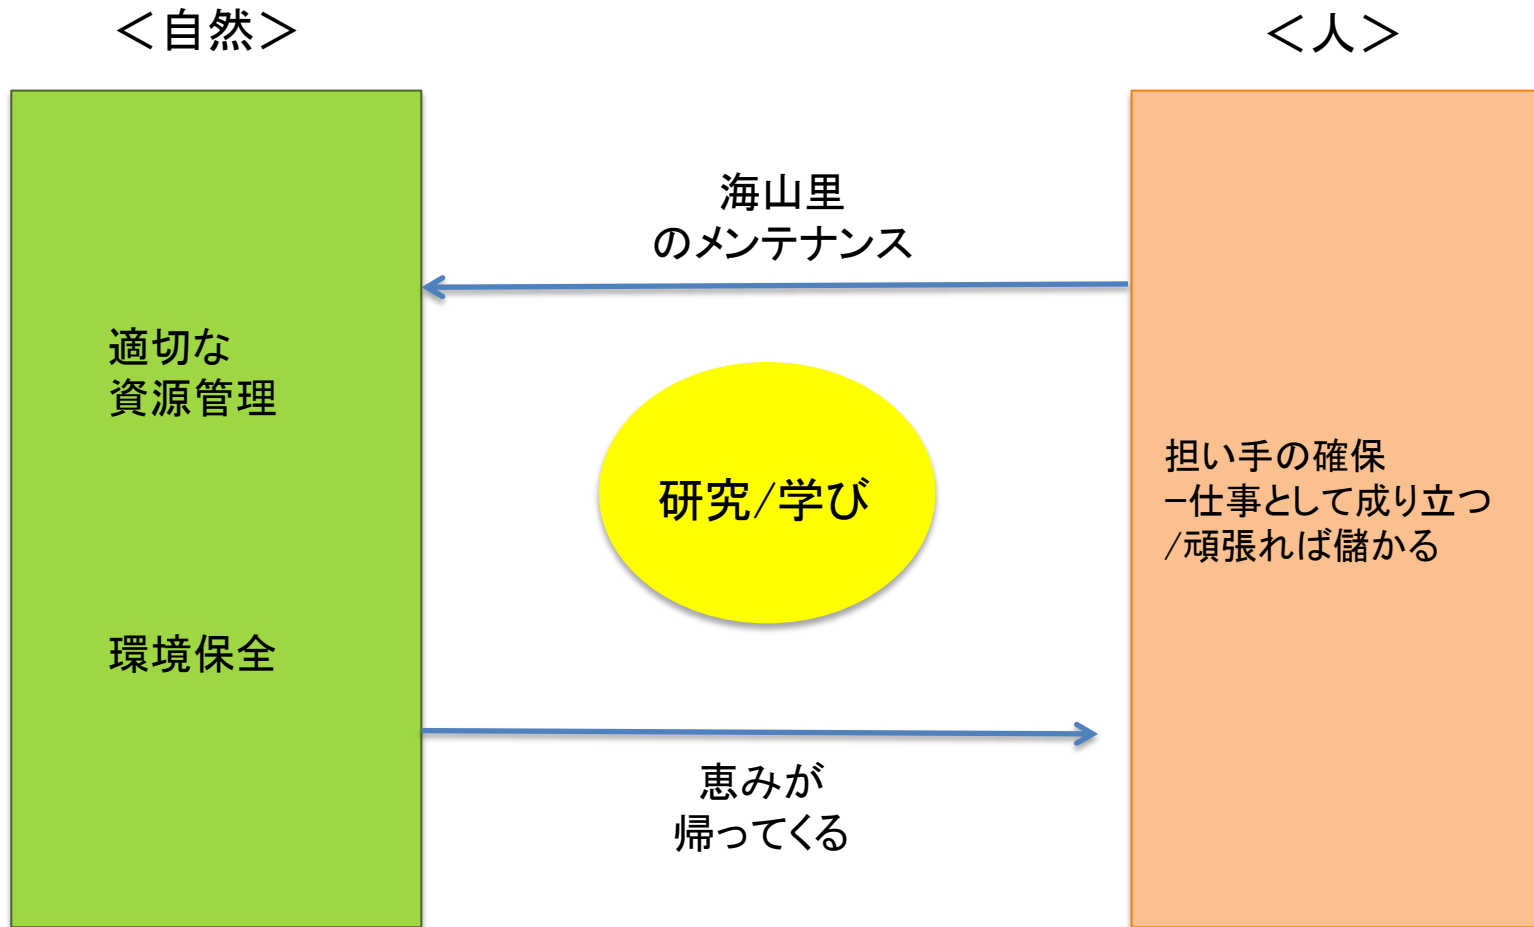 ＜自然＞
＜人＞
海山里
のメンテナンス
適切な
資源管理
研究/学び
担い手の確保
−仕事として成り立つ
/頑張れば儲かる
環境保全
恵みが
帰ってくる